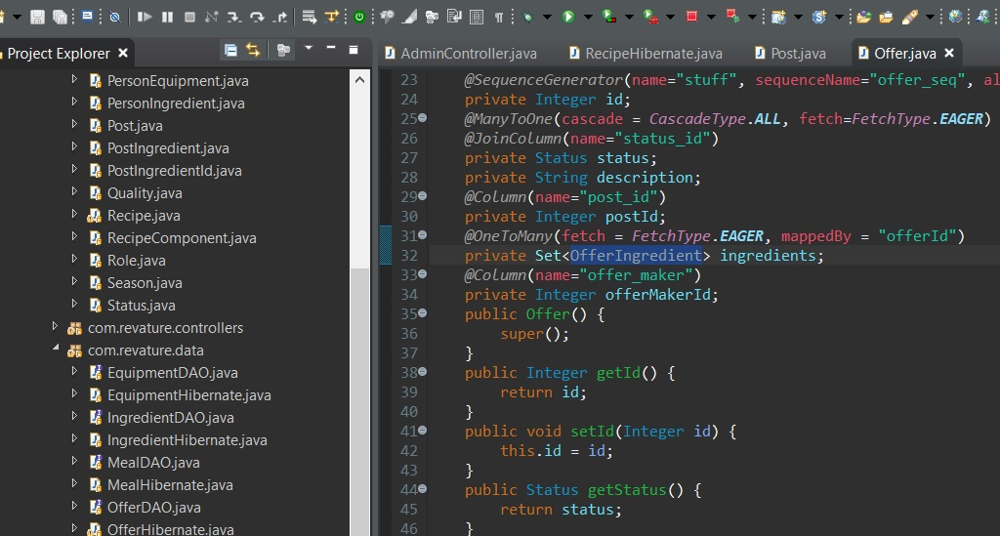 Project Explorer
PersonEquipment.java
PersonIngredient.java
Post.java
PostIngredient.java
PostIngredientId.java
Quality.java
Recipe.java
RecipeComponent.java
Role.java
Season.java
Status.java
com.revature.controllers
com.revature.data
EquipmentDAO.java
EquipmentHibernate.java
IngredientDAO.java
IngredientHibernate.java
MealDAO.java
MealHibernate.java
OfferDAO.java
OfferHibernate.java
AdminController.java RecipeHibernate.java Post.java Offer.java
23 @SequenceGenerator(name="stuff", sequenceName="offer_seq", al
24 private Integer id;
25 @ManyToOne(cascade = CascadeType.ALL, fetch=FetchType.EAGER)
26 @JoinColumn(name="status_id")
27 private Status status;
28 private String description;
29 @Column(name="post_id")
30 private Integer postId;
31 @OneToMany(fetch = FetchType.EAGER, mappedBy = "offerId")
32 private Set<OfferIngredient> ingredients;
33 @Column(name="offer_maker")
34 private Integer offerMakerId;
35 public Offer() {
36 super();
37 }
38 public Integer getId() {
39 return id;
40 }
41 public void setId(Integer id) {
42 this.id = id;
43 }
44 public Status getStatus() {
45 return status;
46 }